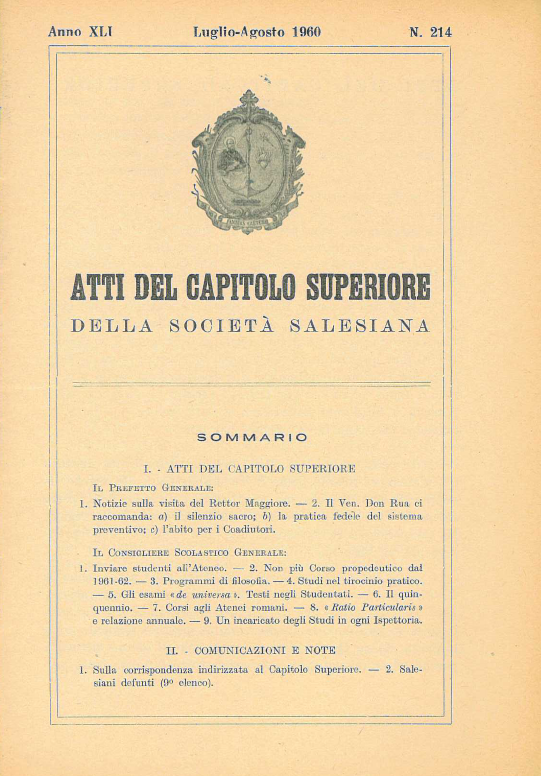 Anno XLI Luglio-Agosto 1960 N. 214
ATTI DEL CAPITOLO SUPERIORE
DELLA SOCIETÀ SALESIANA
SOMMARIO
I. - ATTI DEL CAPITOLO SUPERIORE
IL PREFETTO GENERALE:
1. Notizie sulla visita del Rettor Maggiore. — 2. Il Ven. Don Rua ci
raccomanda: a) il silenzio sacro; b) la pratica fedele del sistema
preventivo; c) l'abito per i Coadiutori.
IL CONSIGLIERE SCOLASTICO GENERALE:
1. Inviare studenti all'Ateneo. — 2. Non più Corso propedeutico dal
1961-62. — 3. Programmi di filosofia. — 4. Studi nel tirocinio pratico.
— 5. Gli esami «de universa». Testi negli Studentati. — 6. Il quin-
quennio. — 7. Corsi agli Atenei romani. — 8. «Ratio Particularis»
e relazione annuale. — 9. Un incaricato degli Studi in ogni Ispettoria.
II. - COMUNICAZIONI E NOTE
1. Sulla corrispondenza indirizzata al Capitolo Superiore. — 2. Sale-
siani defunti (9º elenco).